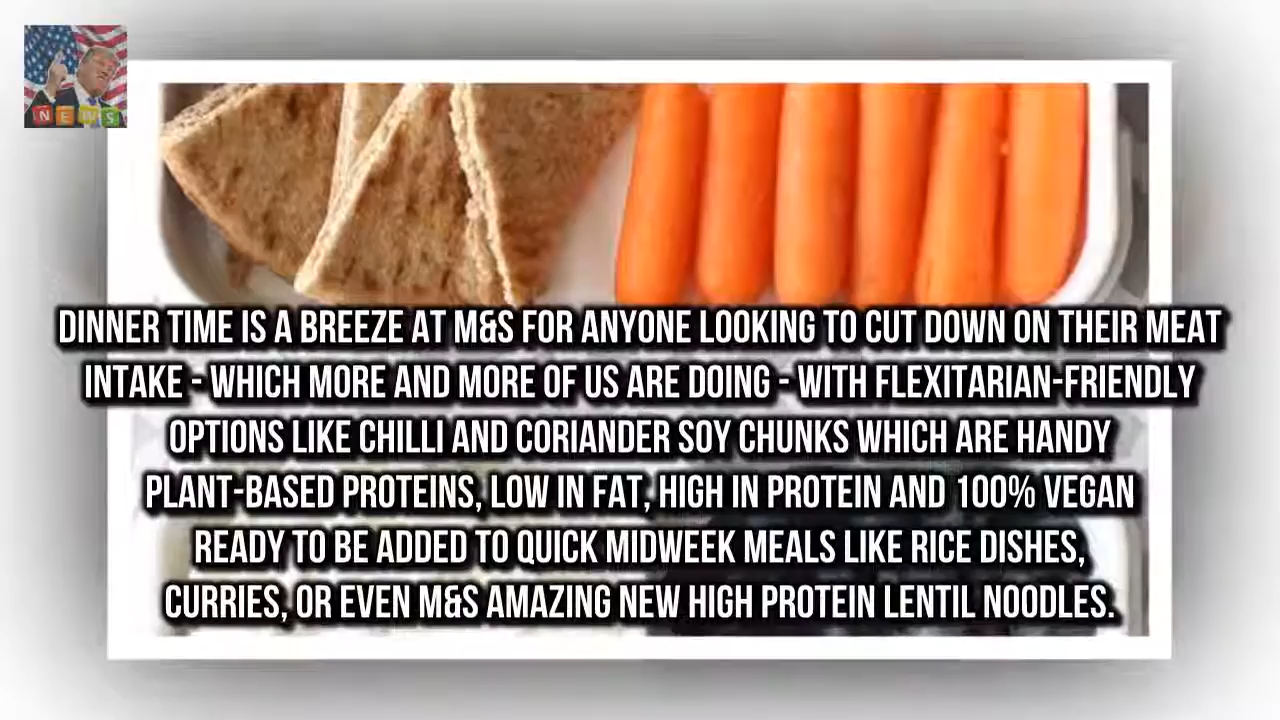 NEWS
DINNER TIME IS A BREEZE AT M&S FOR ANYONE LOOKING TO CUT DOWN ON THEIR MEAT
INTAKE - WHICH MORE AND MORE OF US ARE DOING - WITH FLEXITARIAN-FRIENDLY
OPTIONS LIKE CHILLI AND CORIANDER SOY CHUNKS WHICH ARE HANDY
PLANT-BASED PROTEINS, LOW IN FAT, HIGH IN PROTEIN AND 100% VEGAN
READY TO BE ADDED TO QUICK MIDWEEK MEALS LIKE RICE DISHES,
CURRIES, OR EVEN M&S AMAZING NEW HIGH PROTEIN LENTIL NOODLES.